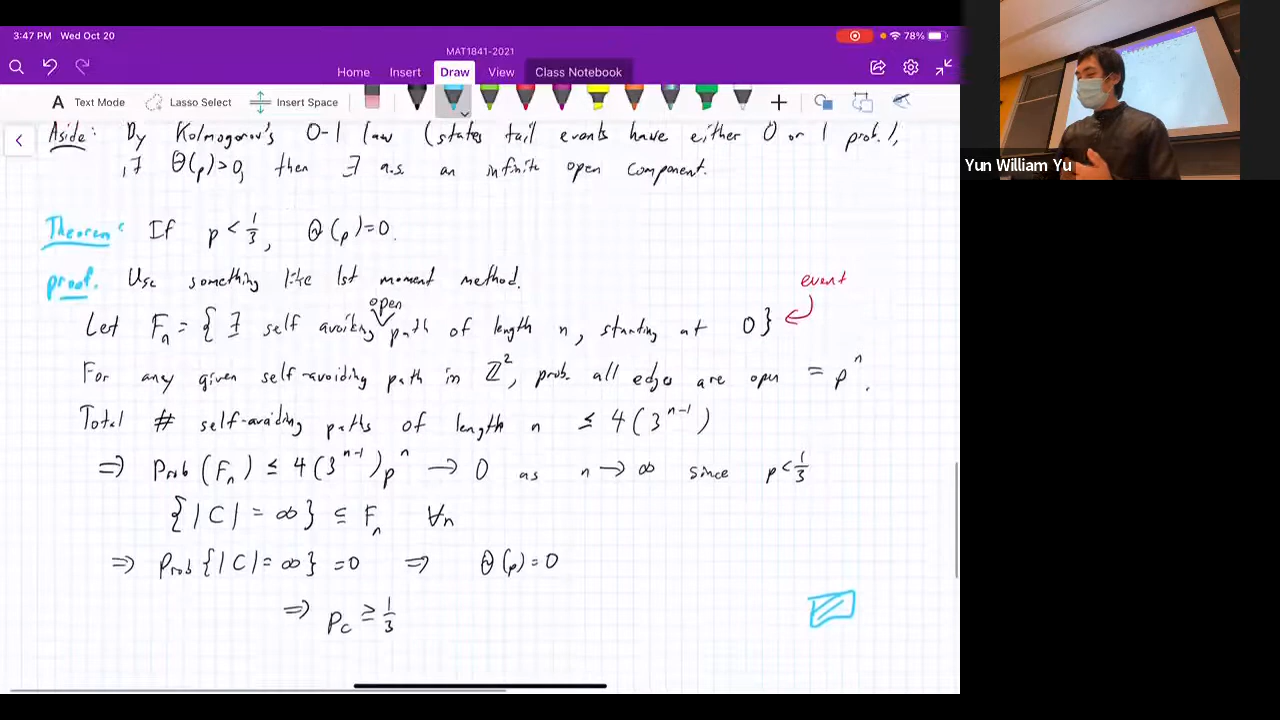 3:47 PM Wed Oct 20
78%
MAT1841-2021
Home Insert Draw View Class Notebook
Text Mode Lasso Select Insert Space
Aside: By Kolmogorov's 0-1 law (states tail events have either 0 or 1 prob.),
if Θ(p)>0, then ∃ a.s. an infinite open component.
Theorem: If p < 1/3, Θ(p)=0.
proof. Use something like 1st moment method.
event
open
Let Fₙ = { ∃ self avoiding path of length n, starting at 0}
For any given self-avoiding path in ℤ², prob. all edges are open = pⁿ.
Total # self-avoiding paths of length n ≤ 4(3ⁿ⁻¹)
⇒ Prob(Fₙ) ≤ 4(3ⁿ⁻¹)pⁿ → 0 as n → ∞ since p < 1/3
{|C| = ∞} ⊆ Fₙ ∀n
⇒ Prob{|C| = ∞} = 0 ⇒ Θ(p)=0
⇒ p_c ≥ 1/3
Yun William Yu